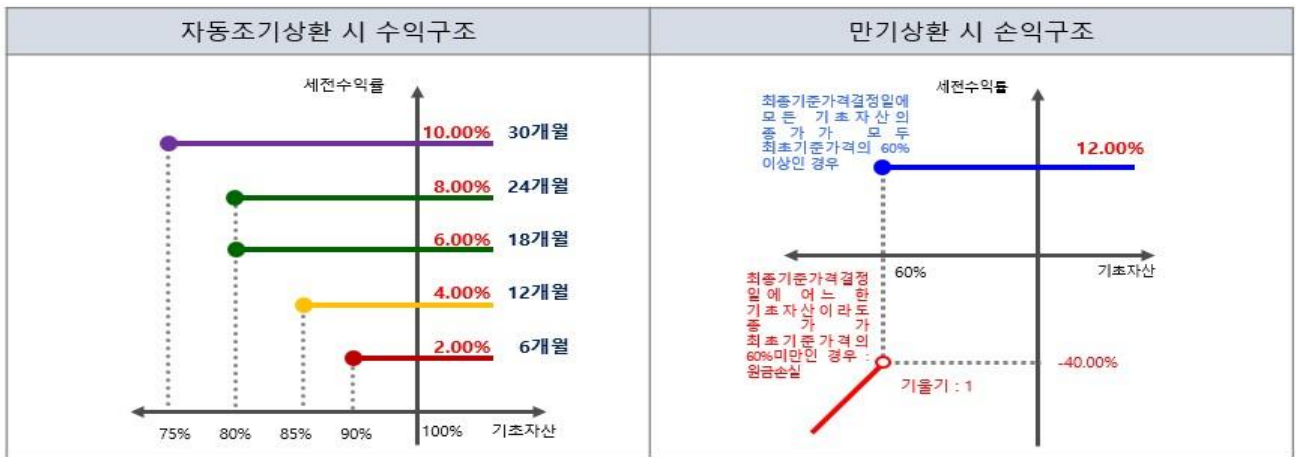 자동조기상환 시 수익구조
세전수익률
10.00% 30개월
8.00% 24개월
6.00% 18개월
4.00% 12개월
2.00% 6개월
75% 80% 85% 90% 100% 기초자산
만기상환 시 손익구조
세전수익률
최종기준가격결정일에
모든 기초자산의
종가가 모두
최초기준가격의 60%
이상인 경우
12.00%
60%
기초자산
최종기준가격결정
일에 어느 한
기초자산이라도
종가가
최초기준가격의
60%미만인 경우 :
원금손실
-40.00%
기울기 : 1